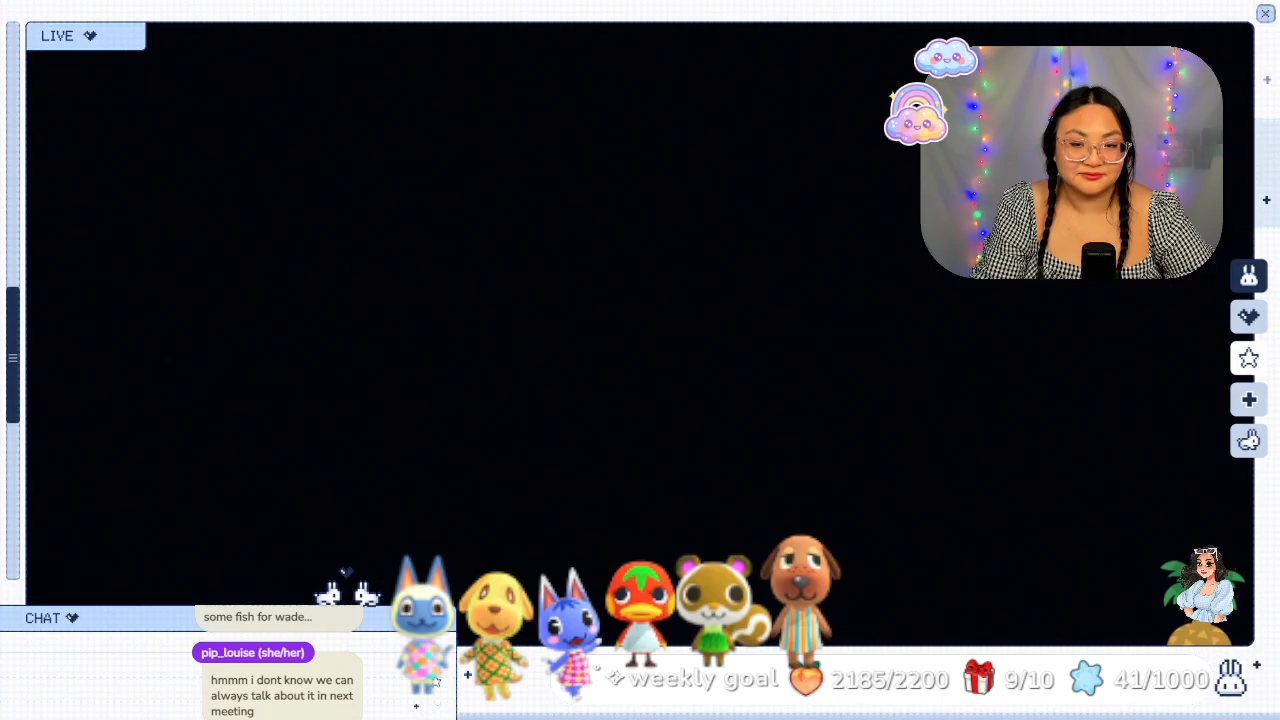 LIVE
CHAT
some fish for wade...
pip_louise (she/her)
hmmm i dont know we can
always talk about it in next
meeting
weekly goal 2185/2200 9/10 41/1000